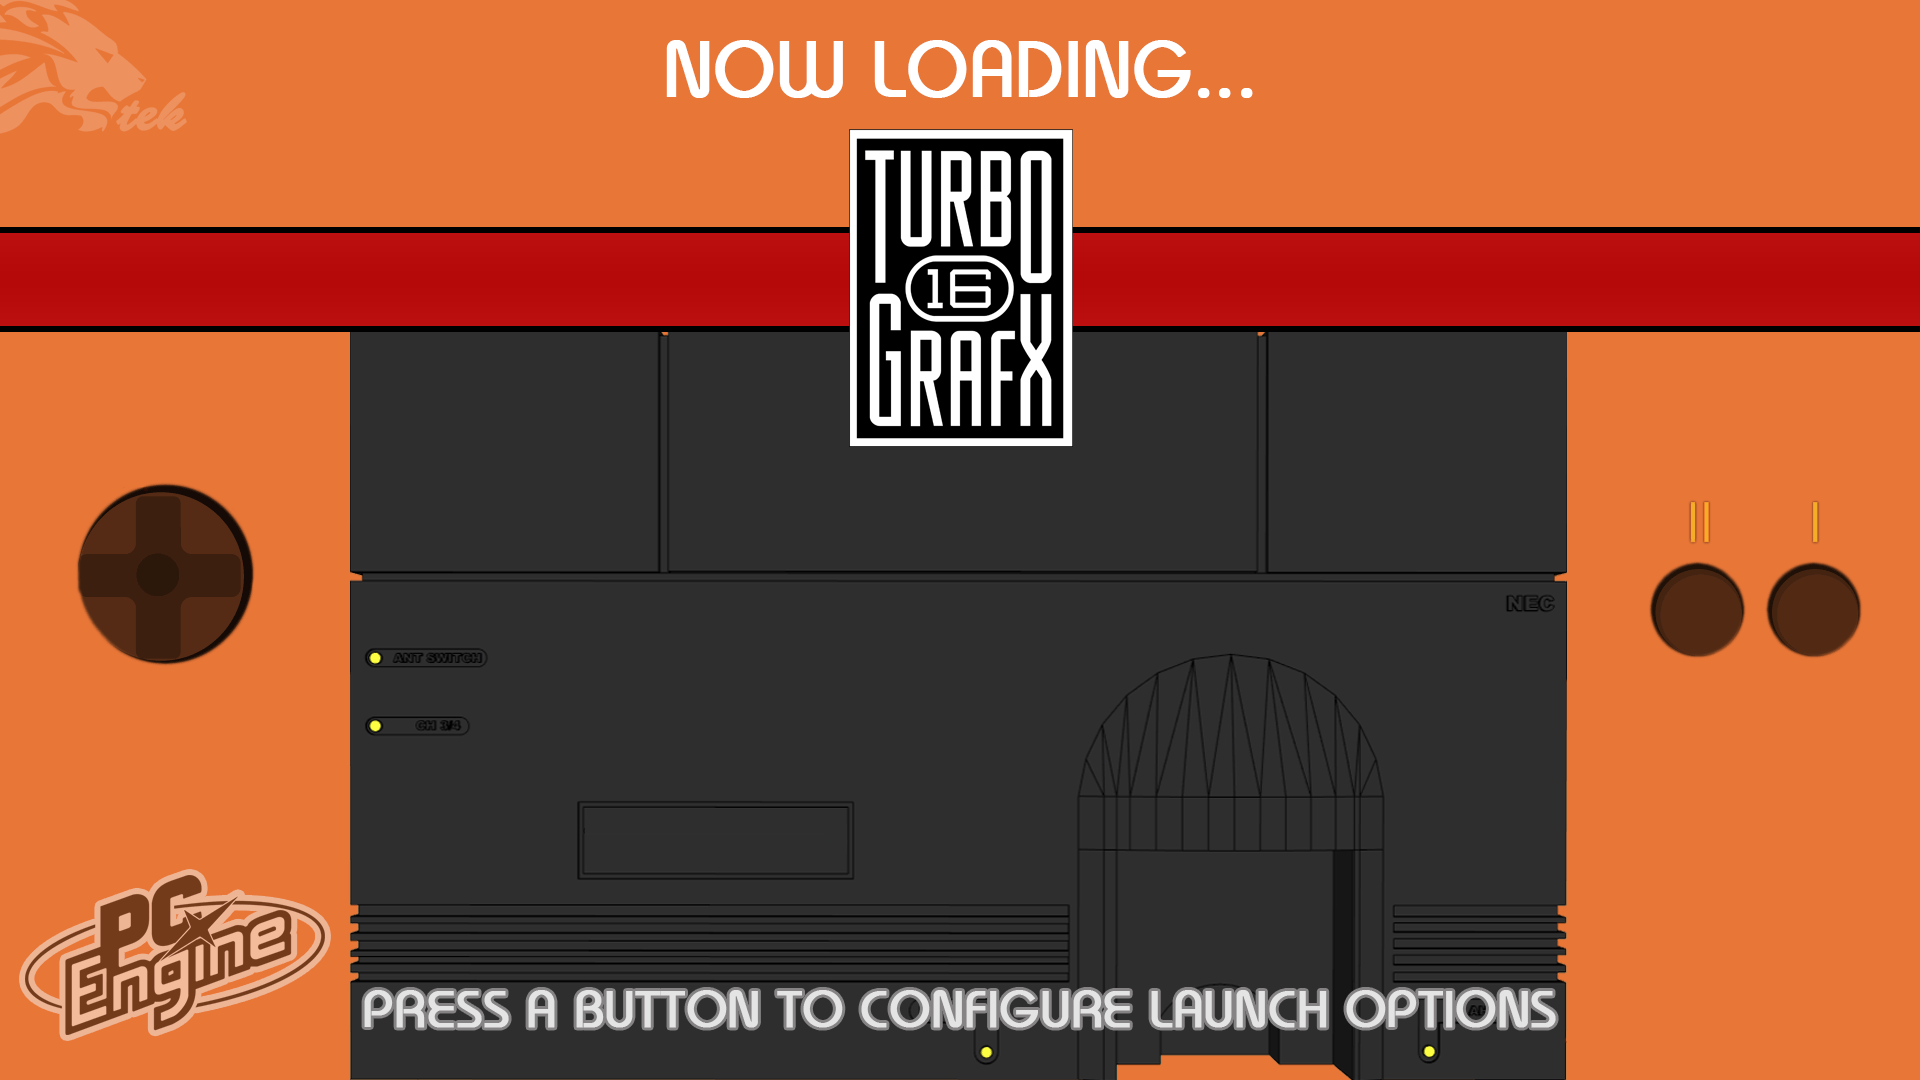 NOW LOADING...
tek
TURBO
16
GRAFX
II I
NEC
ANT SWITCH
CH 3/4
PC
Engine
PRESS A BUTTON TO CONFIGURE LAUNCH OPTIONS